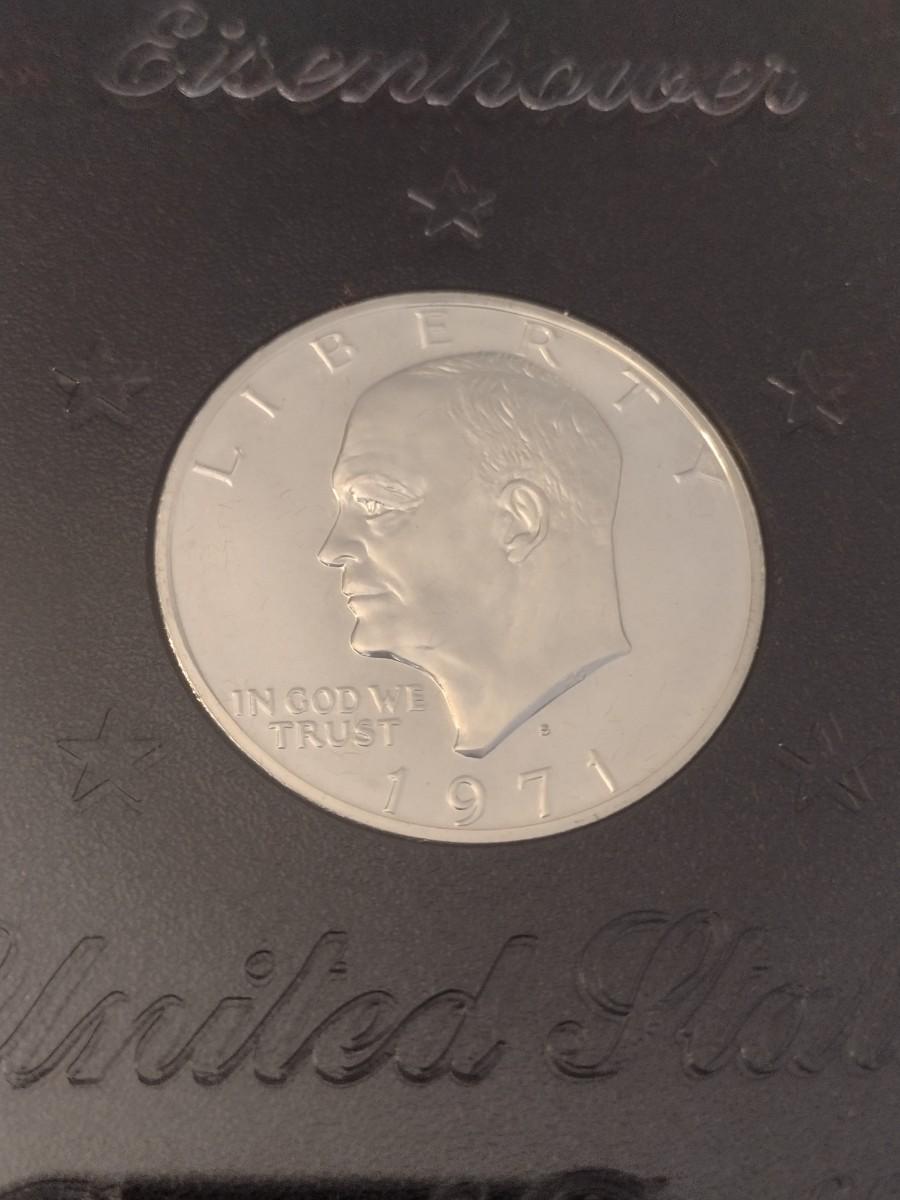 Eisenhower
LIBERTY
IN GOD WE
TRUST
S
1971
United Sta